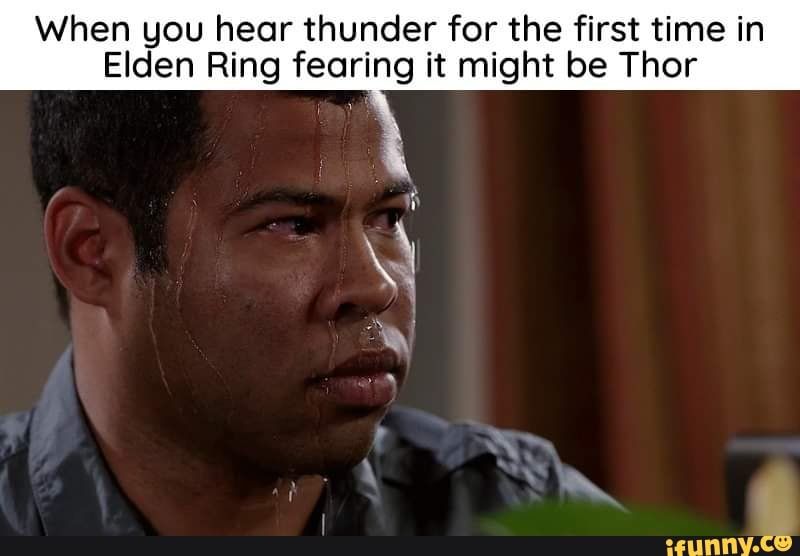 When you hear thunder for the first time in
Elden Ring fearing it might be Thor
ifunny.co